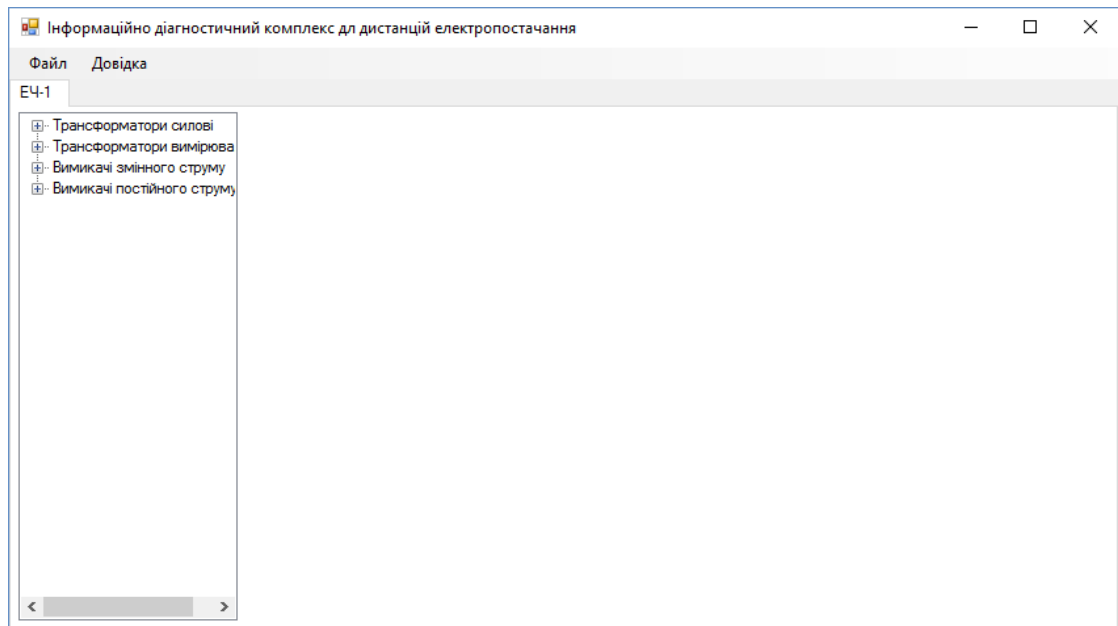 Інформаційно діагностичний комплекс дл дистанцій електропостачання
Файл Довідка
ЕЧ-1
Трансформатори силові
Трансформатори вимірюва
Вимикачі змінного струму
Вимикачі постійного струму